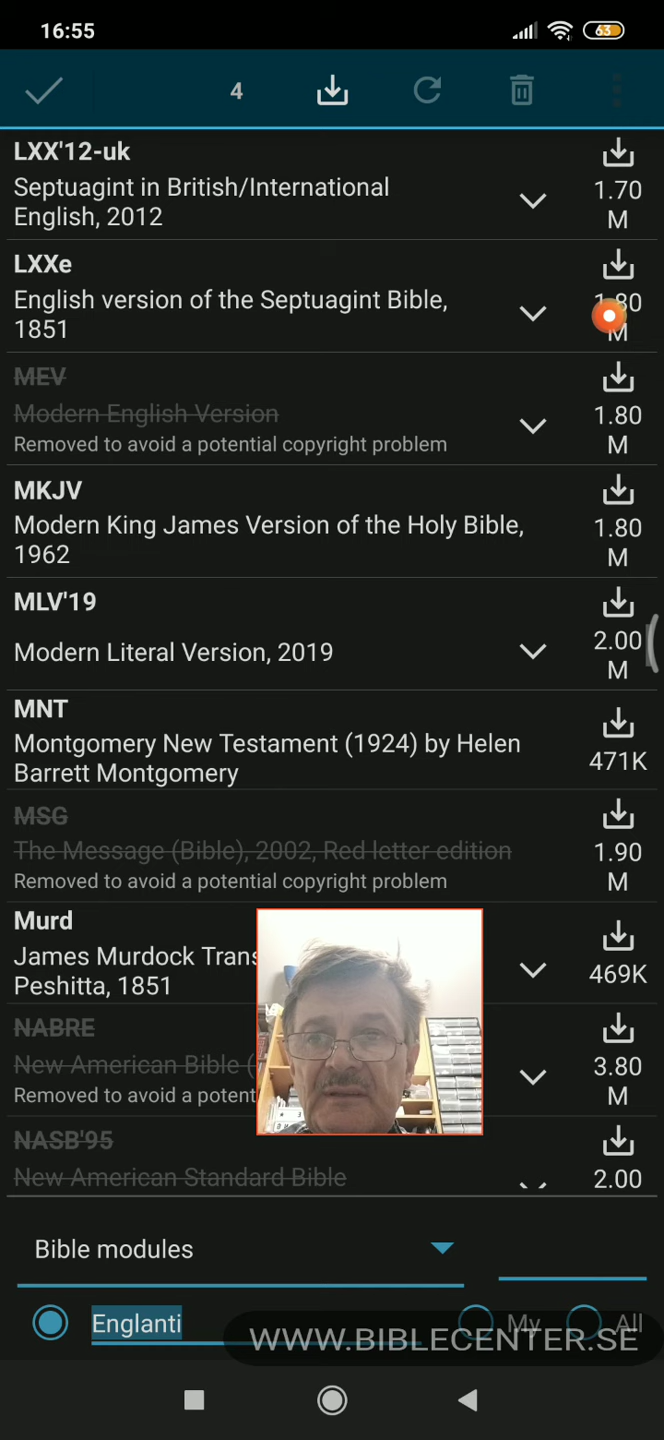 16:55
63
4
LXX'12-uk
Septuagint in British/International
English, 2012
1.70
M
LXXe
English version of the Septuagint Bible,
1851
M
MEV
Modern English Version
Removed to avoid a potential copyright problem
1.80
M
MKJV
Modern King James Version of the Holy Bible,
1962
1.80
M
MLV'19
Modern Literal Version, 2019
2.00
M
MNT
Montgomery New Testament (1924) by Helen
Barrett Montgomery
471K
MSG
The Message (Bible), 2002, Red letter edition
Removed to avoid a potential copyright problem
1.90
M
Murd
James Murdock
Peshitta, 1851
469K
NABRE
New American Bible
Removed to avoid a
3.80
M
NASB'95
New American Standard Bible
2.00
Bible modules
Englanti
My
All
WWW.BIBLECENTER.SE